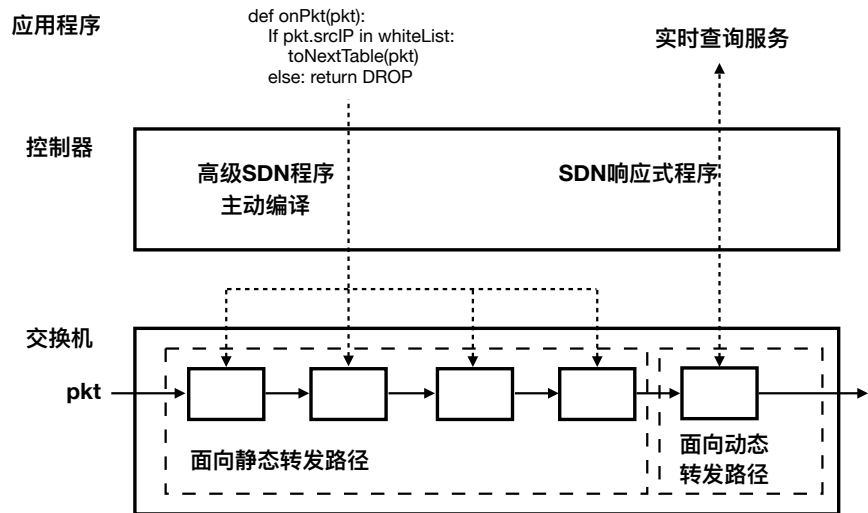 应用程序
def onPkt(pkt):
If pkt.srcIP in whiteList:
toNextTable(pkt)
else: return DROP
实时查询服务
控制器
高级SDN程序
主动编译
SDN响应式程序
交换机
pkt
面向静态转发路径
面向动态
转发路径